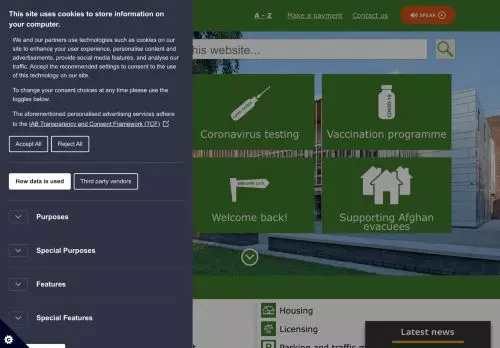 This site uses cookies to store information on
your computer.
We and our partners use technologies such as cookies on our
site to enhance your user experience, personalise content and
advertisements, provide social media features, and analyse our
traffic. Accept the recommended settings to consent to the use
of this technology on our site.
To change your consent choices at any time please use the
toggles below.
The aforementioned personalised advertising services adhere
to the IAB Transparency and Consent Framework (TCF)
Accept All
Reject All
How data is used
Third party vendors
Purposes
Special Purposes
Features
Special Features
A - Z
Make a payment
Contact us
SPEAK
his website...
Coronavirus testing
COVID-19
Vaccination programme
WELCOME BACK
Welcome back!
Supporting Afghan
evacuees
Housing
Licensing
Parking and traffic m
Latest news